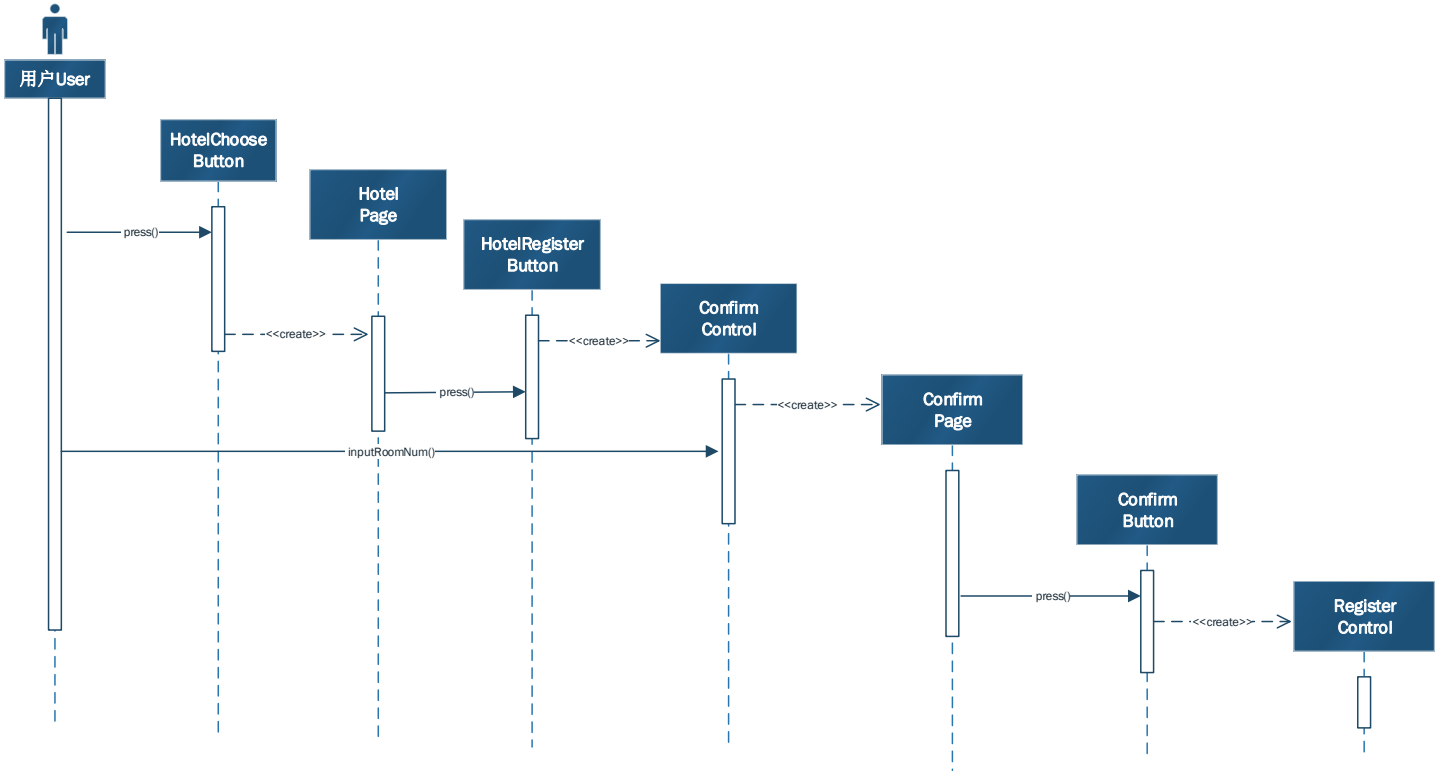 用户User
HotelChoose
Button
Hotel
Page
HotelRegister
Button
press()
Confirm
Control
<<create>>
<<create>>
Confirm
Page
press()
<<create>>
inputRoomNum()
Confirm
Button
press()
Register
Control
<<create>>